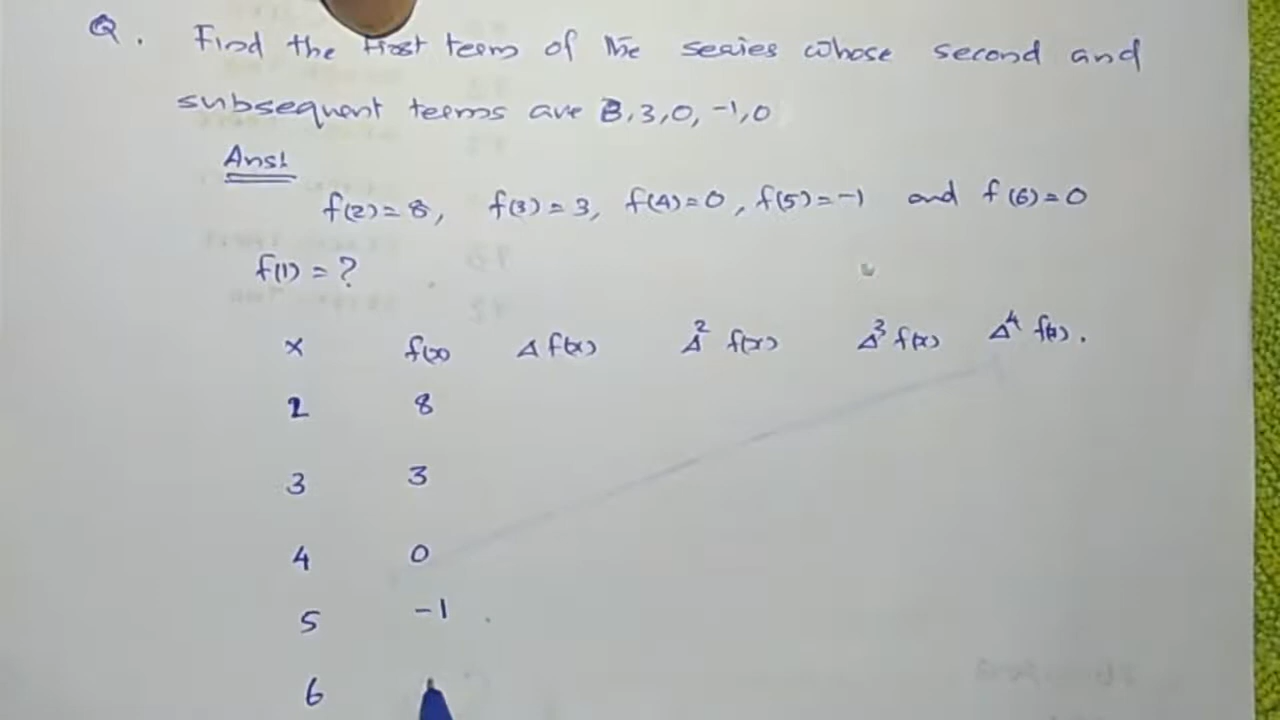 Q. Find the First term of the series whose second and
subsequent terms are 8, 3, 0, -1, 0
Ans:
f(2) = 8, f(3) = 3, f(4) = 0, f(5) = -1 and f(6) = 0
f(1) = ?
x f(x) Δ f(x) Δ² f(x) Δ³ f(x) Δ⁴ f(x).
2 8
3 3
4 0
5 -1
6